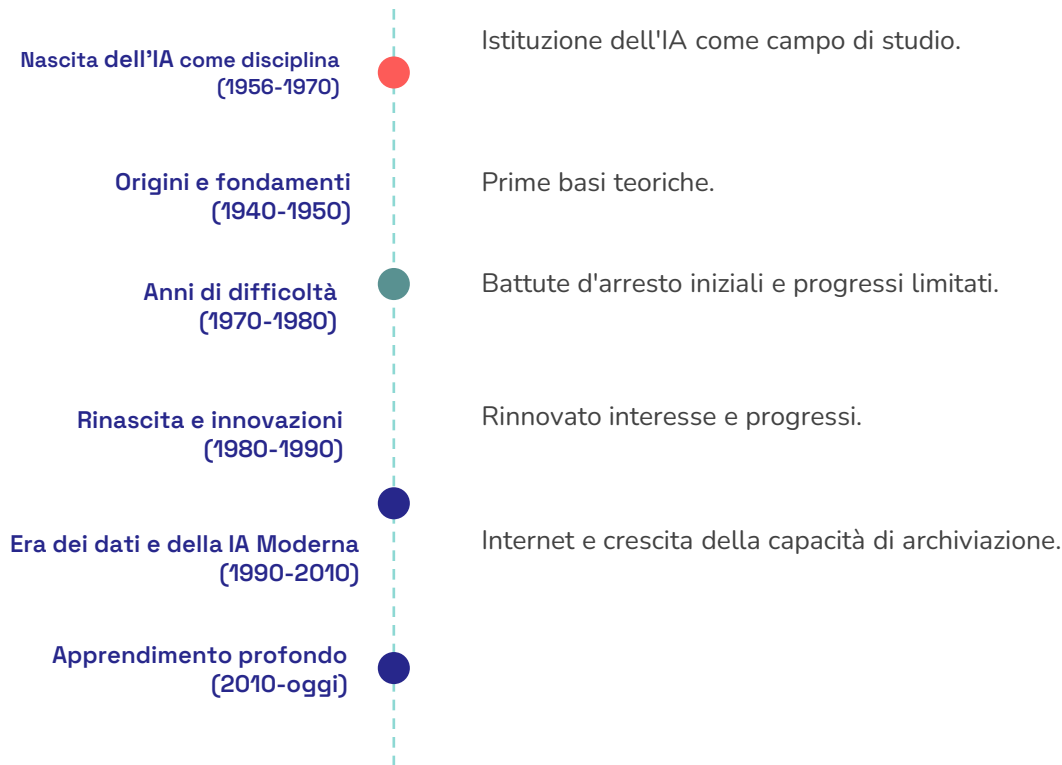 Nascita dell'IA come disciplina
(1956-1970)
Istituzione dell'IA come campo di studio.
Origini e fondamenti
(1940-1950)
Prime basi teoriche.
Anni di difficoltà
(1970-1980)
Battute d'arresto iniziali e progressi limitati.
Rinascita e innovazioni
(1980-1990)
Rinnovato interesse e progressi.
Era dei dati e della IA Moderna
(1990-2010)
Internet e crescita della capacità di archiviazione.
Apprendimento profondo
(2010-oggi)